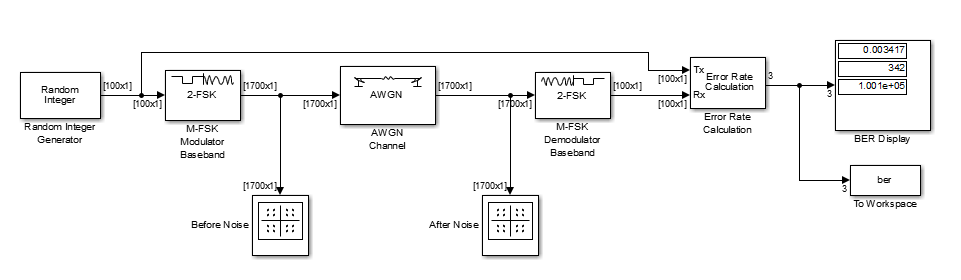 0.003417
342
1.001e+05
3
BER Display
Random
Integer
Random Integer
Generator
[100x1]
[100x1]
2-FSK
M-FSK
Modulator
Baseband
[1700x1]
[1700x1]
AWGN
AWGN
Channel
[1700x1]
[1700x1]
2-FSK
M-FSK
Demodulator
Baseband
[100x1]
[100x1]
[100x1]
Tx
Rx
Error Rate
Calculation
Error Rate
Calculation
3
3
ber
To Workspace
[1700x1]
Before Noise
[1700x1]
After Noise